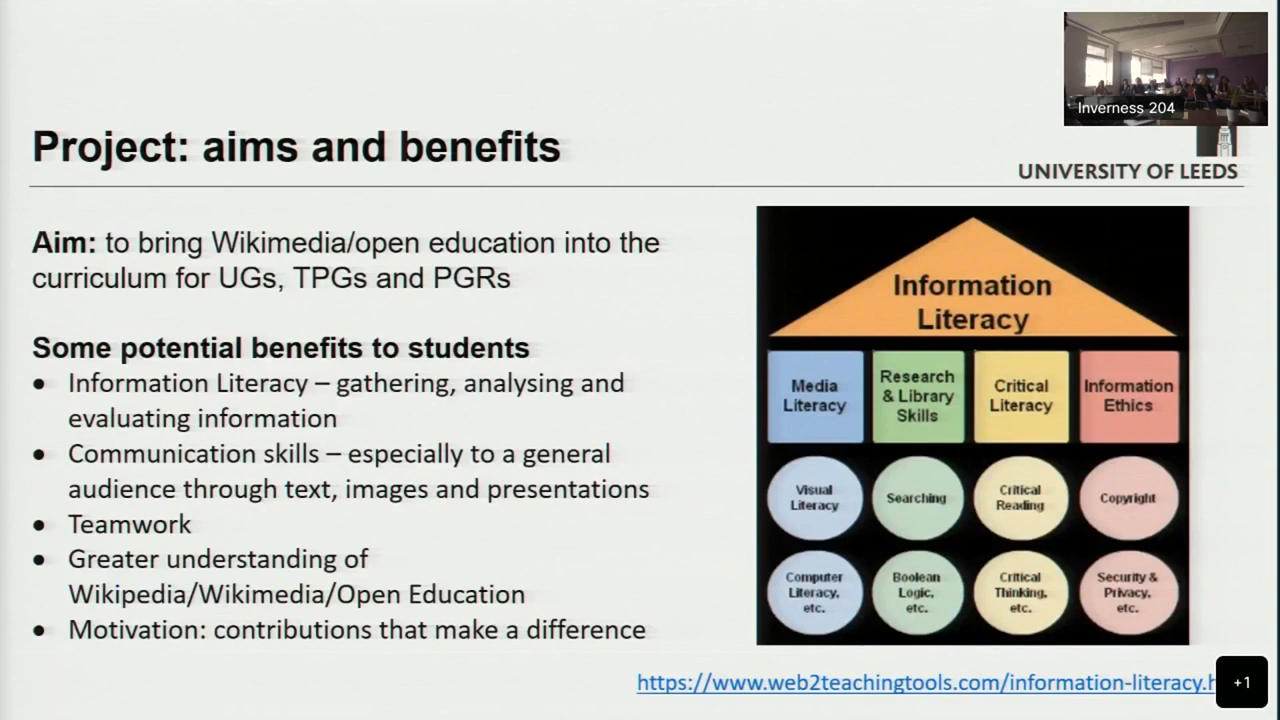 Inverness 204
Project: aims and benefits
UNIVERSITY OF LEEDS
Aim: to bring Wikimedia/open education into the
curriculum for UGs, TPGs and PGRs
Some potential benefits to students
● Information Literacy – gathering, analysing and
evaluating information
● Communication skills – especially to a general
audience through text, images and presentations
● Teamwork
● Greater understanding of
Wikipedia/Wikimedia/Open Education
● Motivation: contributions that make a difference
Information
Literacy
Media
Literacy
Research
& Library
Skills
Critical
Literacy
Information
Ethics
Visual
Literacy
Searching
Critical
Reading
Copyright
Computer
Literacy,
etc.
Boolean
Logic,
etc.
Critical
Thinking,
etc.
Security &
Privacy,
etc.
https://www.web2teachingtools.com/information-literacy.h
+1